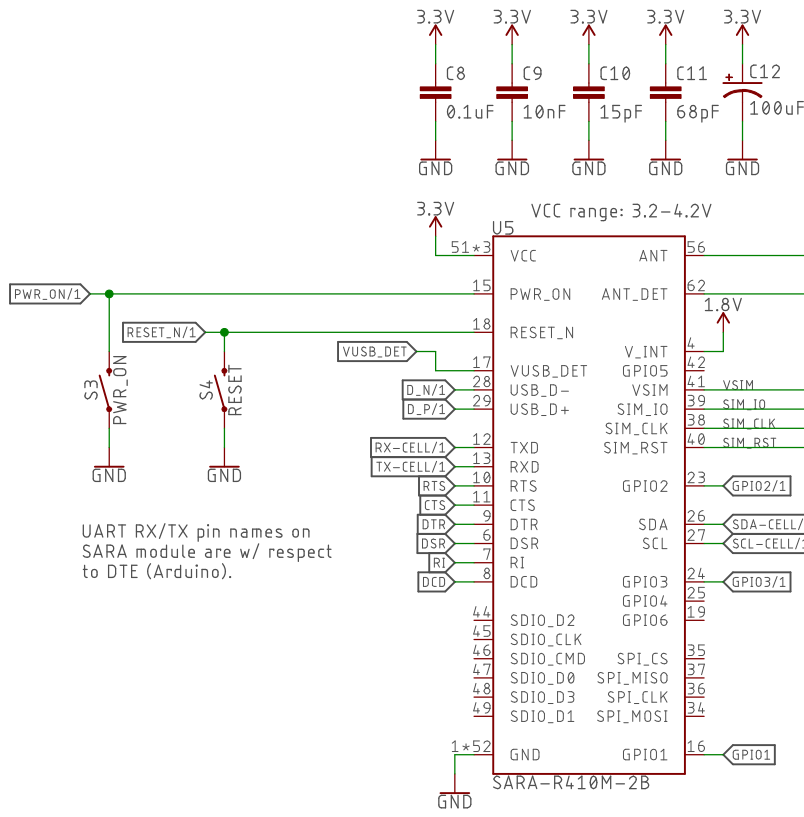 3.3V 3.3V 3.3V 3.3V 3.3V
C8 C9 C10 C11 + C12
0.1uF 10nF 15pF 68pF 100uF
GND GND GND GND GND
3.3V VCC range: 3.2-4.2V
U5
51*3 VCC ANT 56
PWR_ON/1 15 PWR_ON ANT_DET 62
1.8V
RESET_N/1 18 RESET_N
VUSB_DET V_INT 4
17 VUSB_DET GPIO5 42
S3 PWR_ON S4 RESET
D_N/1 28 USB_D- VSIM 41 VSIM
D_P/1 29 USB_D+ SIM_IO 39 SIM_IO
SIM_CLK 38 SIM_CLK
RX-CELL/1 12 TXD SIM_RST 40 SIM_RST
TX-CELL/1 13 RXD
GND GND
RTS 10 RTS GPIO2 23 GPIO2/1
CTS 11 CTS
DTR 9 DTR SDA 26 SDA-CELL/
DSR 6 DSR SCL 27 SCL-CELL/1
RI 7 RI
DCD 8 DCD GPIO3 24 GPIO3/1
UART RX/TX pin names on
SARA module are w/ respect
to DTE (Arduino).
GPIO4 25
44 SDIO_D2 GPIO6 19
45 SDIO_CLK
46 SDIO_CMD SPI_CS 35
47 SDIO_D0 SPI_MISO 37
48 SDIO_D3 SPI_CLK 36
49 SDIO_D1 SPI_MOSI 34
1*52 GND GPIO1 16 GPIO1
SARA-R410M-2B
GND